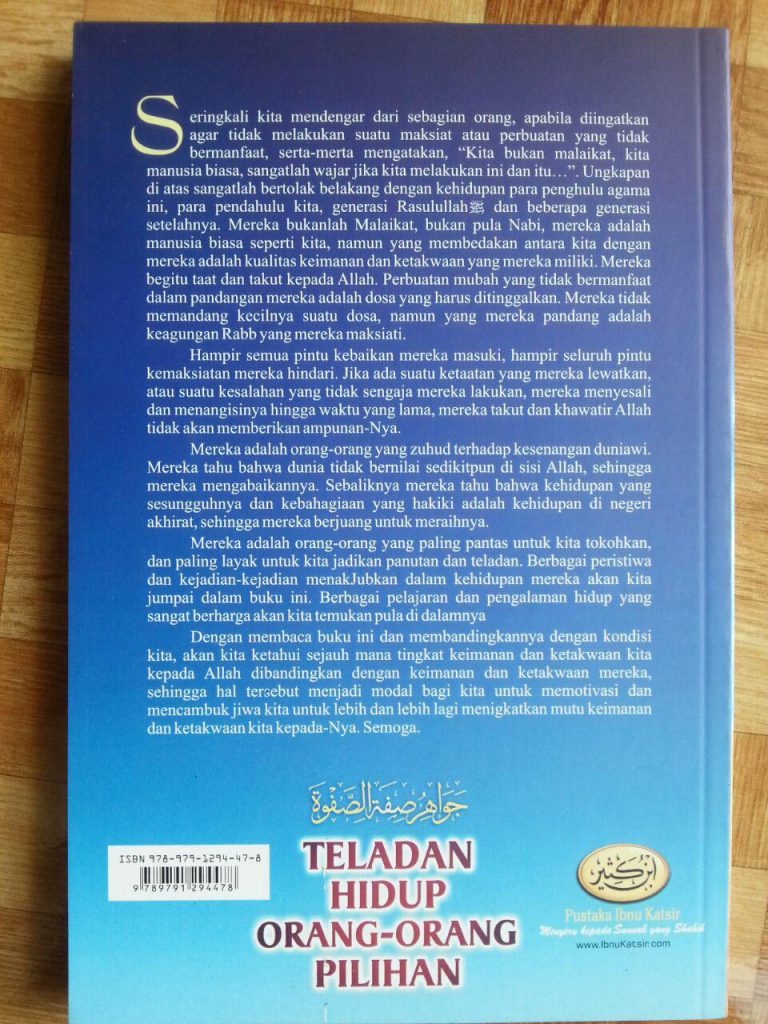 Seringkali kita mendengar dari sebagian orang, apabila diingatkan
agar tidak melakukan suatu maksiat atau perbuatan yang tidak
bermanfaat, serta-merta mengatakan, “Kita bukan malaikat, kita
manusia biasa, sangatlah wajar jika kita melakukan ini dan itu…”. Ungkapan
di atas sangatlah bertolak belakang dengan kehidupan para penghulu agama
ini, para pendahulu kita, generasi Rasulullahﷺ dan beberapa generasi
setelahnya. Mereka bukanlah Malaikat, bukan pula Nabi, mereka adalah
manusia biasa seperti kita, namun yang membedakan antara kita dengan
mereka adalah kualitas keimanan dan ketakwaan yang mereka miliki. Mereka
begitu taat dan takut kepada Allah. Perbuatan mubah yang tidak bermanfaat
dalam pandangan mereka adalah dosa yang harus ditinggalkan. Mereka tidak
memandang kecilnya suatu dosa, namun yang mereka pandang adalah
keagungan Rabb yang mereka maksiati.
Hampir semua pintu kebaikan mereka masuki, hampir seluruh pintu
kemaksiatan mereka hindari. Jika ada suatu ketaatan yang mereka lewatkan,
atau suatu kesalahan yang tidak sengaja mereka lakukan, mereka menyesali
dan menangisinya hingga waktu yang lama, mereka takut dan khawatir Allah
tidak akan memberikan ampunan-Nya.
Mereka adalah orang-orang yang zuhud terhadap kesenangan duniawi.
Mereka tahu bahwa dunia tidak bernilai sedikitpun di sisi Allah, sehingga
mereka mengabaikannya. Sebaliknya mereka tahu bahwa kehidupan yang
sesungguhnya dan kebahagiaan yang hakiki adalah kehidupan di negeri
akhirat, sehingga mereka berjuang untuk meraihnya.
Mereka adalah orang-orang yang paling pantas untuk kita tokohkan,
dan paling layak untuk kita jadikan panutan dan teladan. Berbagai peristiwa
dan kejadian-kejadian menakJubkan dalam kehidupan mereka akan kita
jumpai dalam buku ini. Berbagai pelajaran dan pengalaman hidup yang
sangat berharga akan kita temukan pula di dalamnya
Dengan membaca buku ini dan membandingkannya dengan kondisi
kita, akan kita ketahui sejauh mana tingkat keimanan dan ketakwaan kita
kepada Allah dibandingkan dengan keimanan dan ketakwaan mereka,
sehingga hal tersebut menjadi modal bagi kita untuk memotivasi dan
mencambuk jiwa kita untuk lebih dan lebih lagi menigkatkan mutu keimanan
dan ketakwaan kita kepada-Nya. Semoga.
جَوَاهِرُ صِفَةِ الصَّفْوَةِ
TELADAN
HIDUP
ORANG-ORANG
PILIHAN
ISBN 978-979-1294-47-8
9 789791 294478
ابن كثير
Pustaka Ibnu Katsir
Menyeru kepada Sunnah yang Shahih
www.IbnuKatsir.com